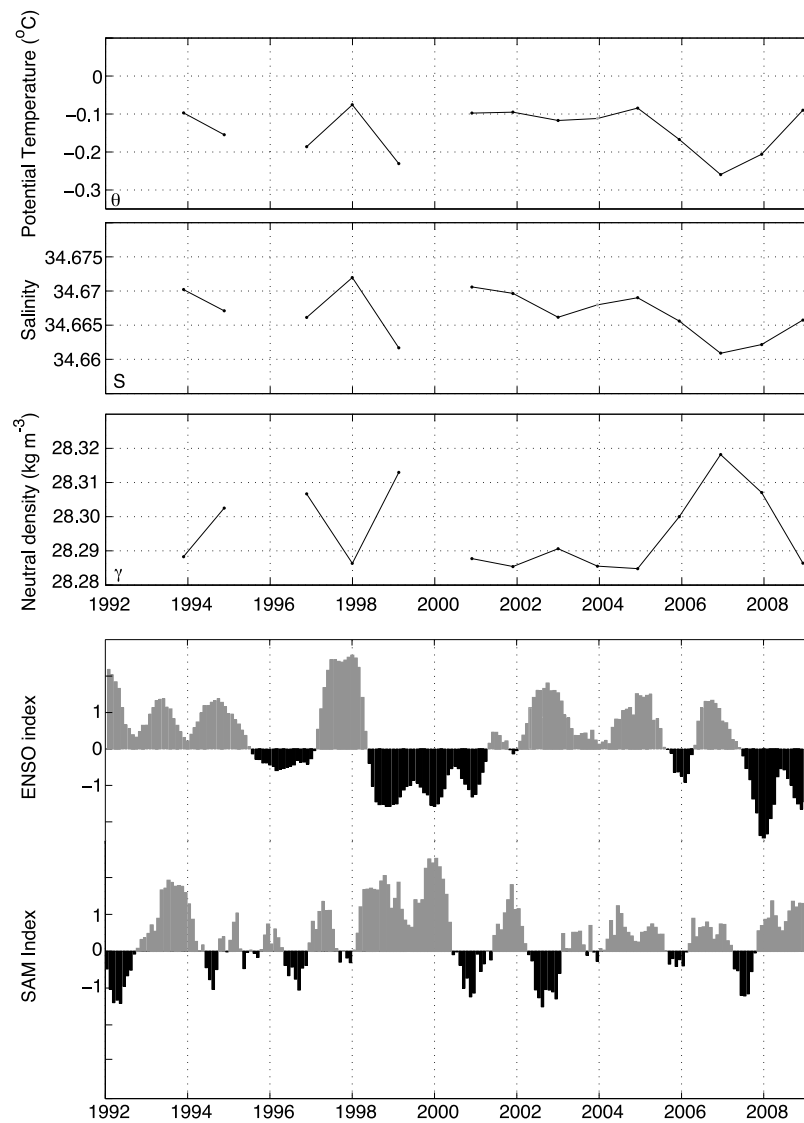 Potential Temperature (°C)
0
−0.1
−0.2
−0.3
θ
Salinity
34.675
34.67
34.665
34.66
S
Neutral density (kg m⁻³)
28.32
28.31
28.30
28.29
28.28
γ
1992 1994 1996 1998 2000 2002 2004 2006 2008
ENSO index
1
0
−1
SAM Index
1
0
−1
1992 1994 1996 1998 2000 2002 2004 2006 2008